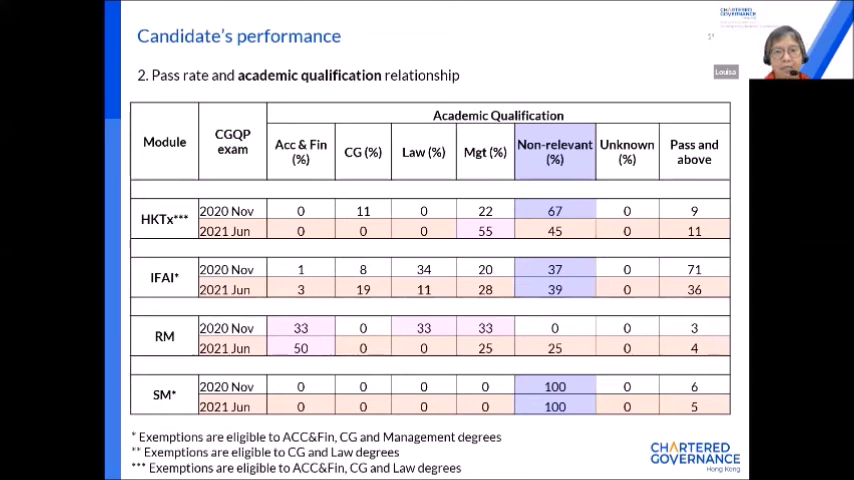 CHARTERED
GOVERNANCE
Candidate's performance
Louisa
2. Pass rate and academic qualification relationship
Module CGQP exam Academic Qualification
Acc & Fin (%) CG (%) Law (%) Mgt (%) Non-relevant (%) Unknown (%) Pass and above
HKTx*** 2020 Nov 0 11 0 22 67 0 9
2021 Jun 0 0 0 55 45 0 11
IFAI* 2020 Nov 1 8 34 20 37 0 71
2021 Jun 3 19 11 28 39 0 36
RM 2020 Nov 33 0 33 33 0 0 3
2021 Jun 50 0 0 25 25 0 4
SM* 2020 Nov 0 0 0 0 100 0 6
2021 Jun 0 0 0 0 100 0 5
* Exemptions are eligible to ACC&Fin, CG and Management degrees
** Exemptions are eligible to CG and Law degrees
*** Exemptions are eligible to ACC&Fin, CG and Law degrees
CHARTERED
GOVERNANCE
Hong Kong